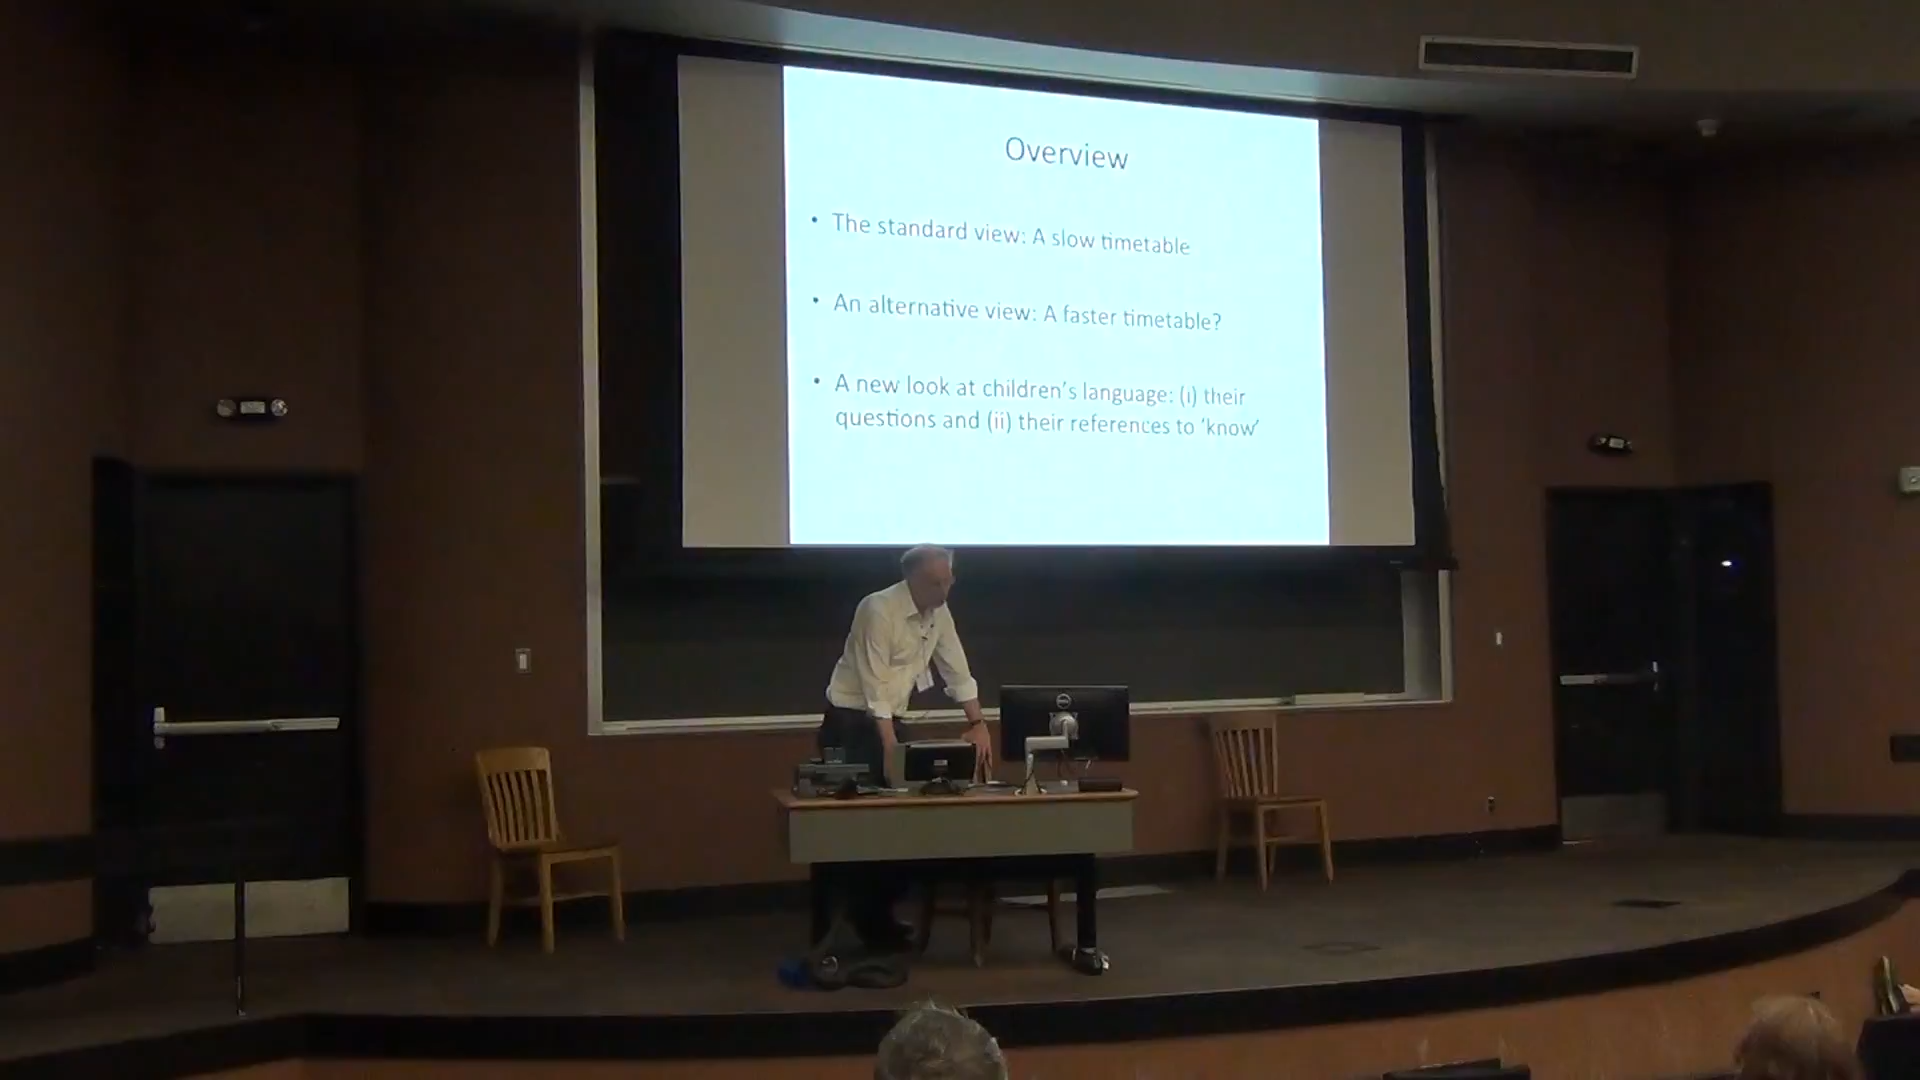 Overview
• The standard view: A slow timetable
• An alternative view: A faster timetable?
• A new look at children's language: (i) their
questions and (ii) their references to 'know'
DELL